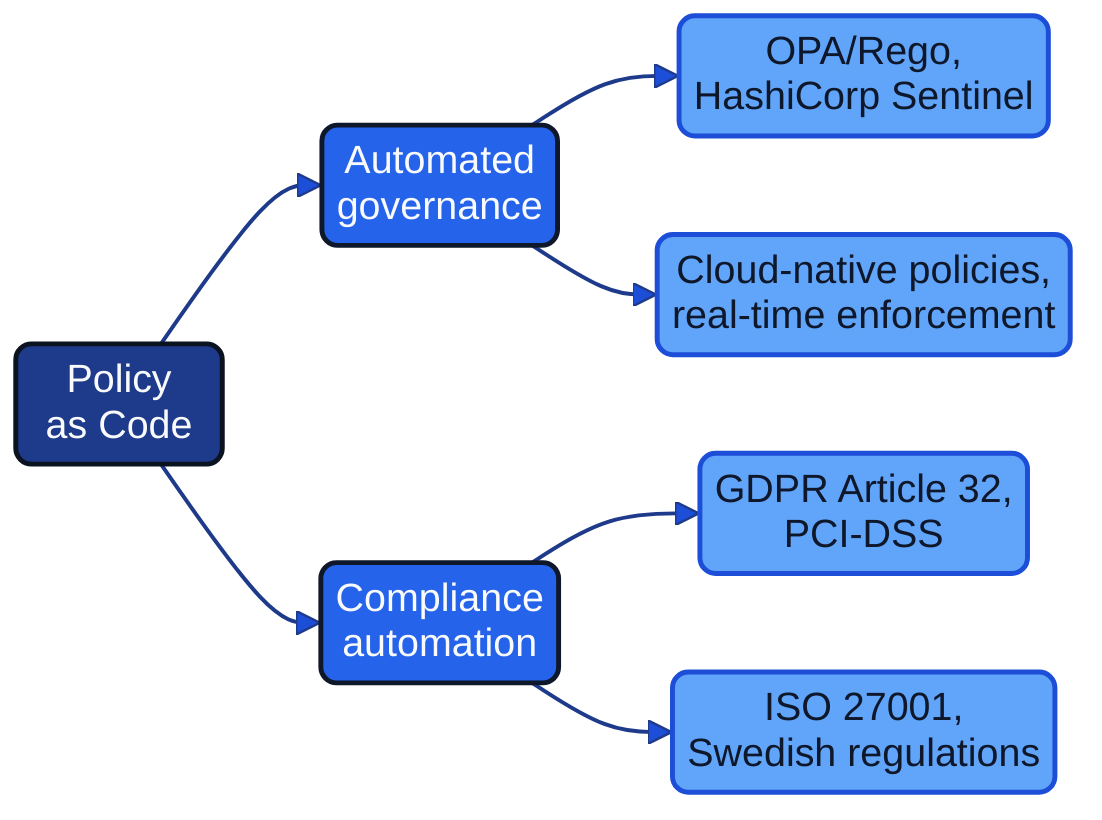 OPA/Rego,
HashiCorp Sentinel
Automated
governance
Cloud-native policies,
real-time enforcement
Policy
as Code
GDPR Article 32,
PCI-DSS
Compliance
automation
ISO 27001,
Swedish regulations